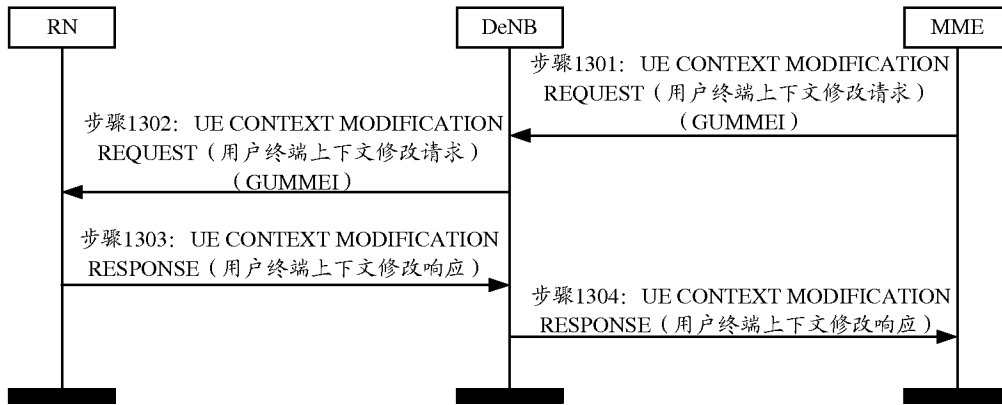 RN
DeNB
MME
步骤1301：UE CONTEXT MODIFICATION
REQUEST（用户终端上下文修改请求）
（GUMMEI）
步骤1302：UE CONTEXT MODIFICATION
REQUEST（用户终端上下文修改请求）
（GUMMEI）
步骤1303：UE CONTEXT MODIFICATION
RESPONSE（用户终端上下文修改响应）
步骤1304：UE CONTEXT MODIFICATION
RESPONSE（用户终端上下文修改响应）